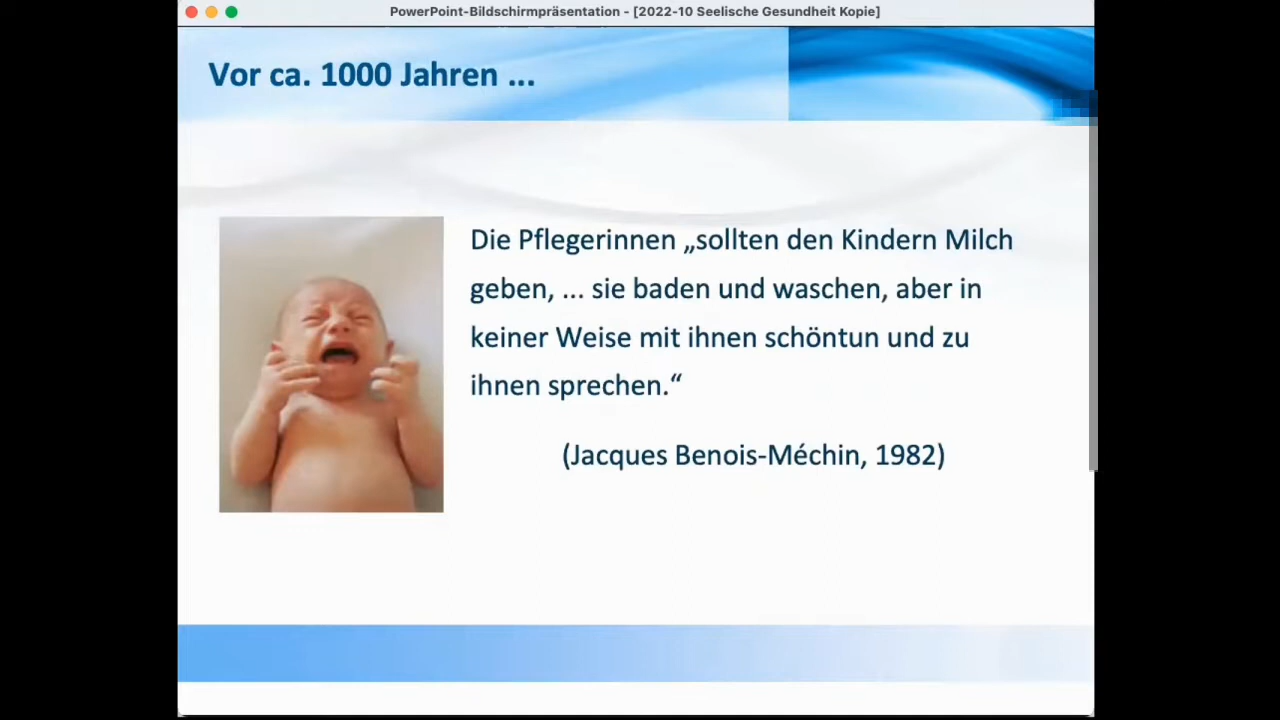 PowerPoint-Bildschirmpräsentation - [2022-10 Seelische Gesundheit Kopie]
Vor ca. 1000 Jahren ...
Die Pflegerinnen „sollten den Kindern Milch
geben, ... sie baden und waschen, aber in
keiner Weise mit ihnen schöntun und zu
ihnen sprechen.“
(Jacques Benois-Méchin, 1982)